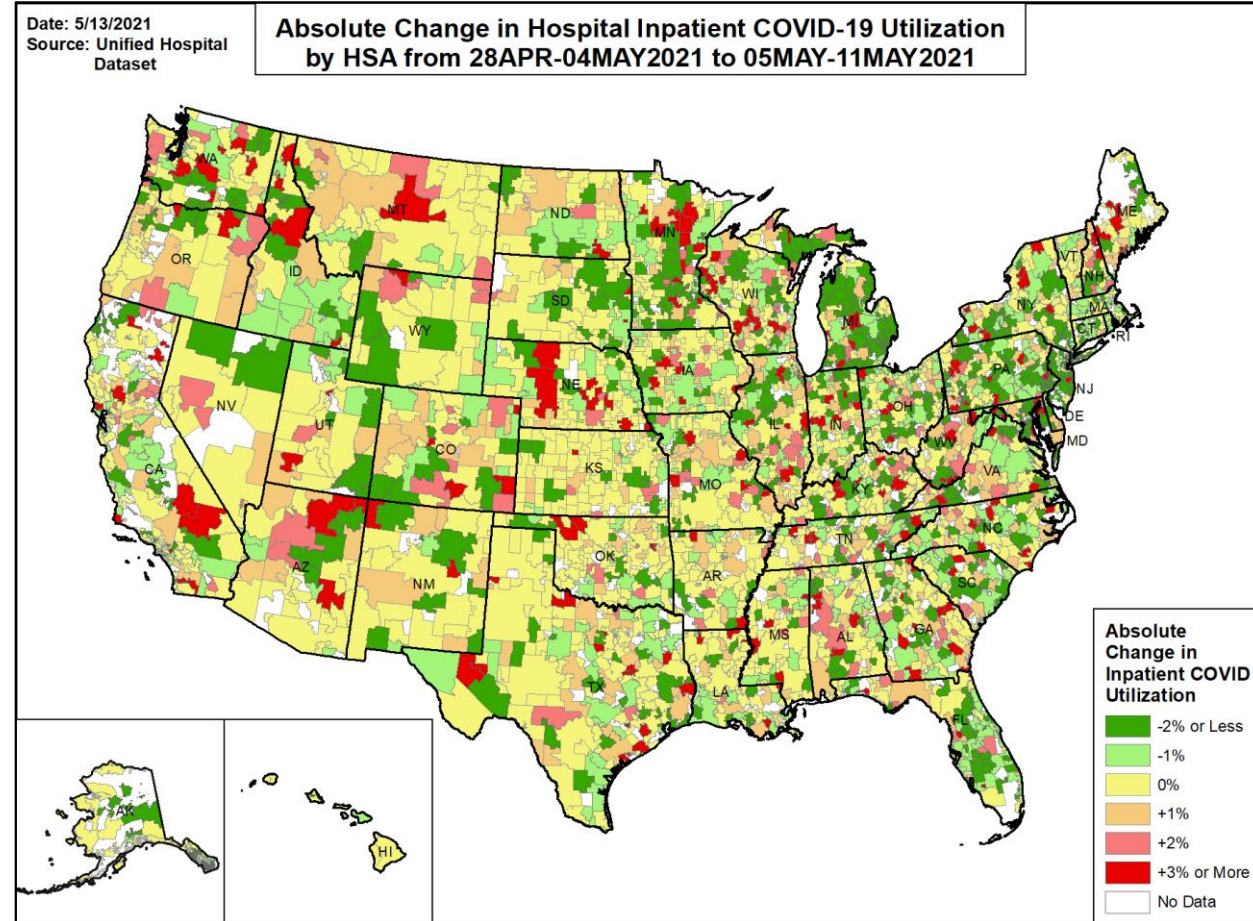 Date: 5/13/2021
Source: Unified Hospital
Dataset
Absolute Change in Hospital Inpatient COVID-19 Utilization
by HSA from 28APR-04MAY2021 to 05MAY-11MAY2021
WA
MT
ND
MN
ME
OR
ID
SD
WI
VT
NH
NY
MA
CT
RI
WY
MI
NV
NE
IA
PA
NJ
UT
CO
IL
IN
OH
DE
MD
WV
VA
CA
KS
MO
KY
AZ
NM
OK
AR
TN
NC
SC
MS
AL
GA
TX
LA
FL
AK
HI
Absolute
Change in
Inpatient COVID
Utilization
-2% or Less
-1%
0%
+1%
+2%
+3% or More
No Data